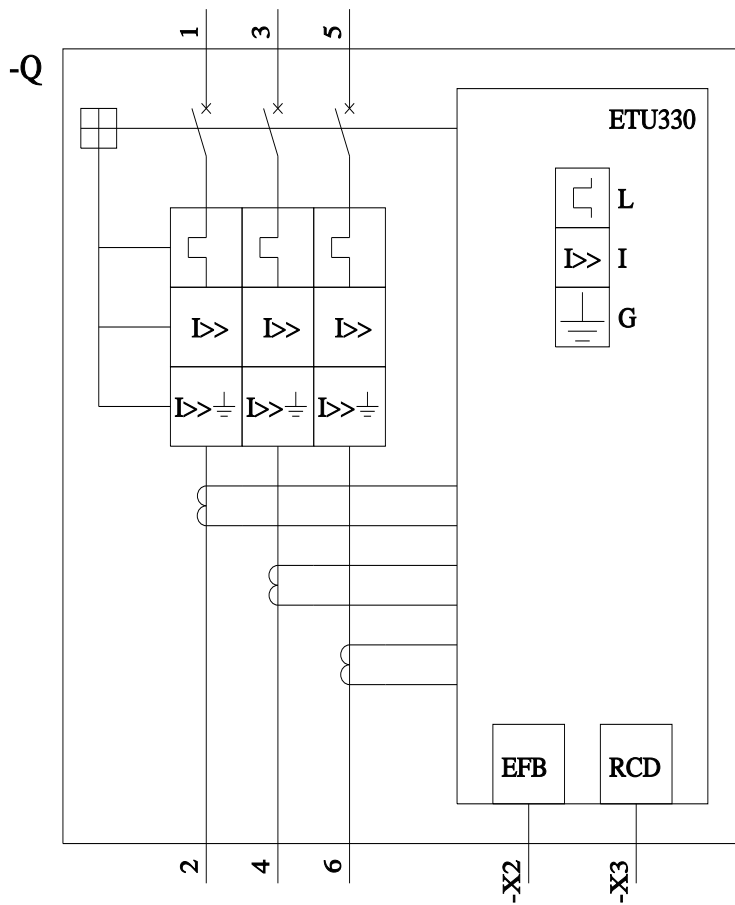 1 3 5
-Q
ETU330
L
I>> I
G
I>> I>> I>>
I>> I>> I>>
EFB RCD
2 4 6 -X2 -X3